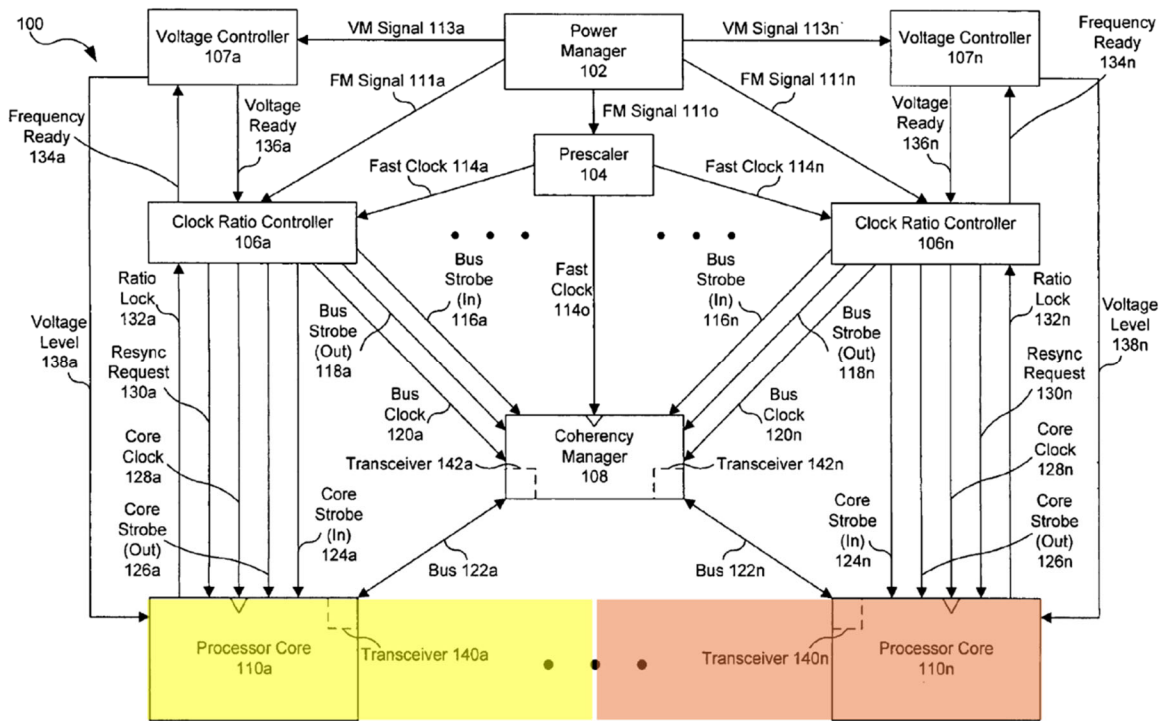 100
Voltage Controller
107a
VM Signal 113a
Power
Manager
102
VM Signal 113n
Voltage Controller
107n
Frequency
Ready
134n
FM Signal 111a
FM Signal 111n
FM Signal 111o
Frequency
Ready
134a
Voltage
Ready
136a
Voltage
Ready
136n
Fast Clock 114a
Prescaler
104
Fast Clock 114n
Clock Ratio Controller
106a
Clock Ratio Controller
106n
Ratio
Lock
132a
Bus
Strobe
(In)
116a
Fast
Clock
114o
Bus
Strobe
(In)
116n
Ratio
Lock
132n
Voltage
Level
138a
Bus
Strobe
(Out)
118a
Bus
Strobe
(Out)
118n
Voltage
Level
138n
Resync
Request
130a
Resync
Request
130n
Bus
Clock
120a
Bus
Clock
120n
Core
Clock
128a
Coherency
Manager
108
Core
Clock
128n
Transceiver 142a
Transceiver 142n
Core
Strobe
(Out)
126a
Core
Strobe
(In)
124a
Core
Strobe
(In)
124n
Core
Strobe
(Out)
126n
Bus 122a
Bus 122n
Processor Core
110a
Transceiver 140a
Transceiver 140n
Processor Core
110n